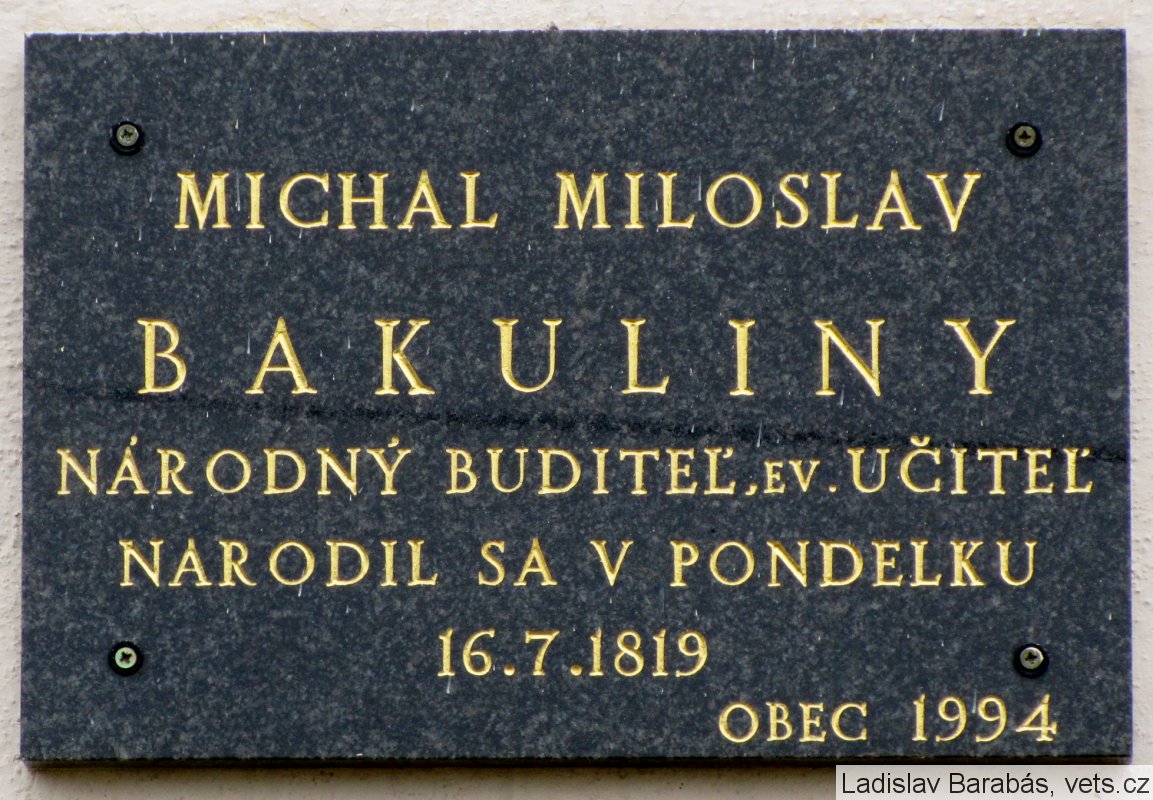 MICHAL MILOSLAV
BAKULINY
NÁRODNÝ BUDITEĽ, EV. UČITEĽ
NARODIL SA V PONDELKU
16.7.1819
OBEC 1994
Ladislav Barabás, vets.cz